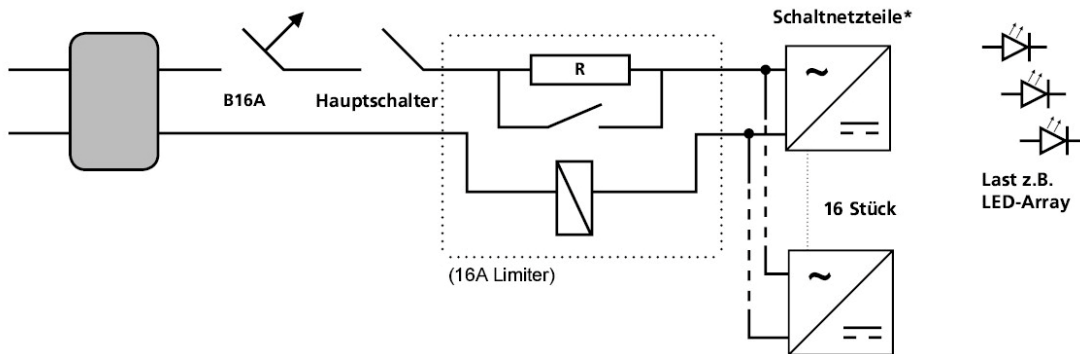 Schaltnetzteile*
B16A
Hauptschalter
R
~
16 Stück
Last z.B.
LED-Array
(16A Limiter)
~